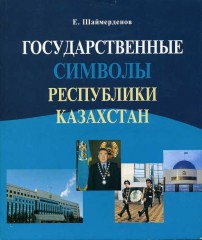 Е. Шаймерденов
ГОСУДАРСТВЕННЫЕ
СИМВОЛЫ
РЕСПУБЛИКИ
КАЗАХСТАН